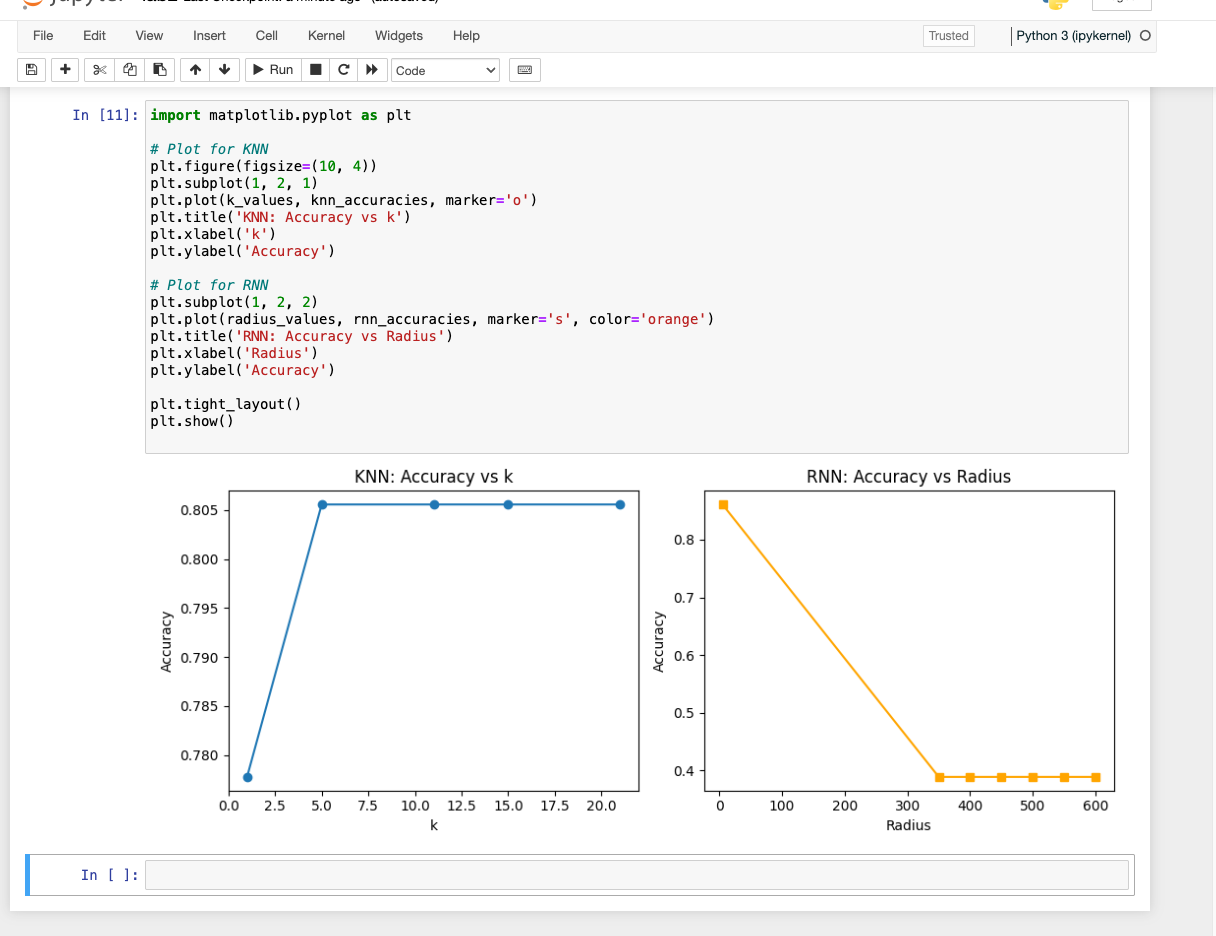 File Edit View Insert Cell Kernel Widgets Help Trusted Python 3 (ipykernel)
Run Code
In [11]: import matplotlib.pyplot as plt
# Plot for KNN
plt.figure(figsize=(10, 4))
plt.subplot(1, 2, 1)
plt.plot(k_values, knn_accuracies, marker='o')
plt.title('KNN: Accuracy vs k')
plt.xlabel('k')
plt.ylabel('Accuracy')
# Plot for RNN
plt.subplot(1, 2, 2)
plt.plot(radius_values, rnn_accuracies, marker='s', color='orange')
plt.title('RNN: Accuracy vs Radius')
plt.xlabel('Radius')
plt.ylabel('Accuracy')
plt.tight_layout()
plt.show()
KNN: Accuracy vs k
0.805
0.800
0.795
0.790
0.785
0.780
Accuracy
0.0 2.5 5.0 7.5 10.0 12.5 15.0 17.5 20.0
k
RNN: Accuracy vs Radius
0.8
0.7
0.6
0.5
0.4
Accuracy
0 100 200 300 400 500 600
Radius
In [ ]: